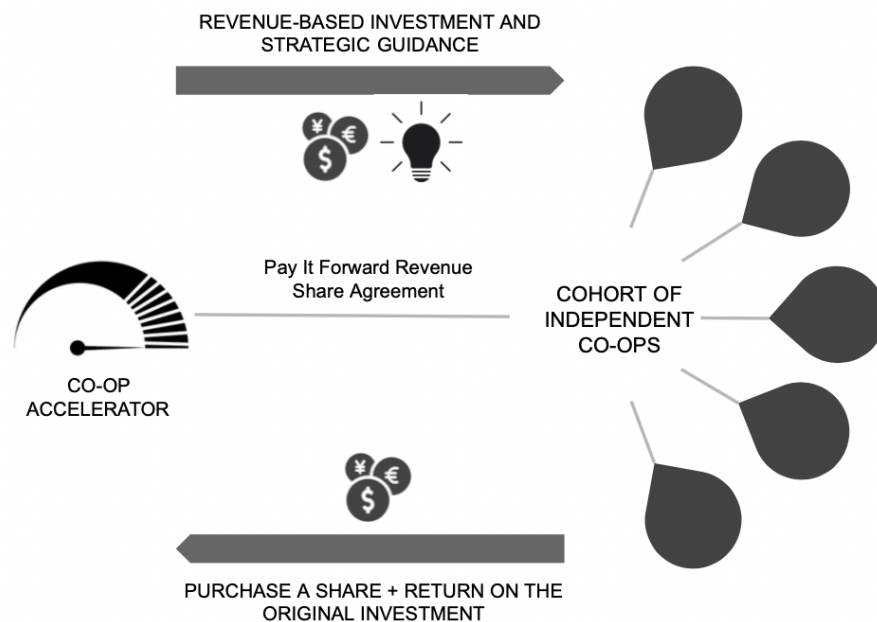 REVENUE-BASED INVESTMENT AND
STRATEGIC GUIDANCE
¥
€
$
Pay It Forward Revenue
Share Agreement
COHORT OF
INDEPENDENT
CO-OPS
CO-OP
ACCELERATOR
¥
€
$
PURCHASE A SHARE + RETURN ON THE
ORIGINAL INVESTMENT